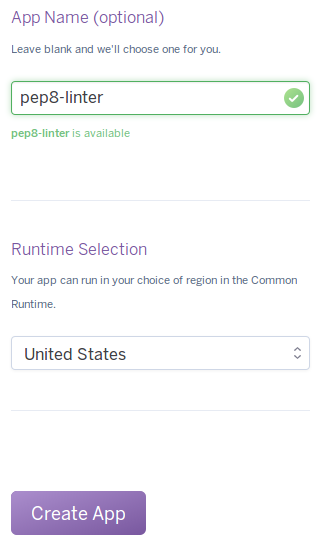 App Name (optional)
Leave blank and we'll choose one for you.
pep8-linter
pep8-linter is available
Runtime Selection
Your app can run in your choice of region in the Common
Runtime.
United States
Create App